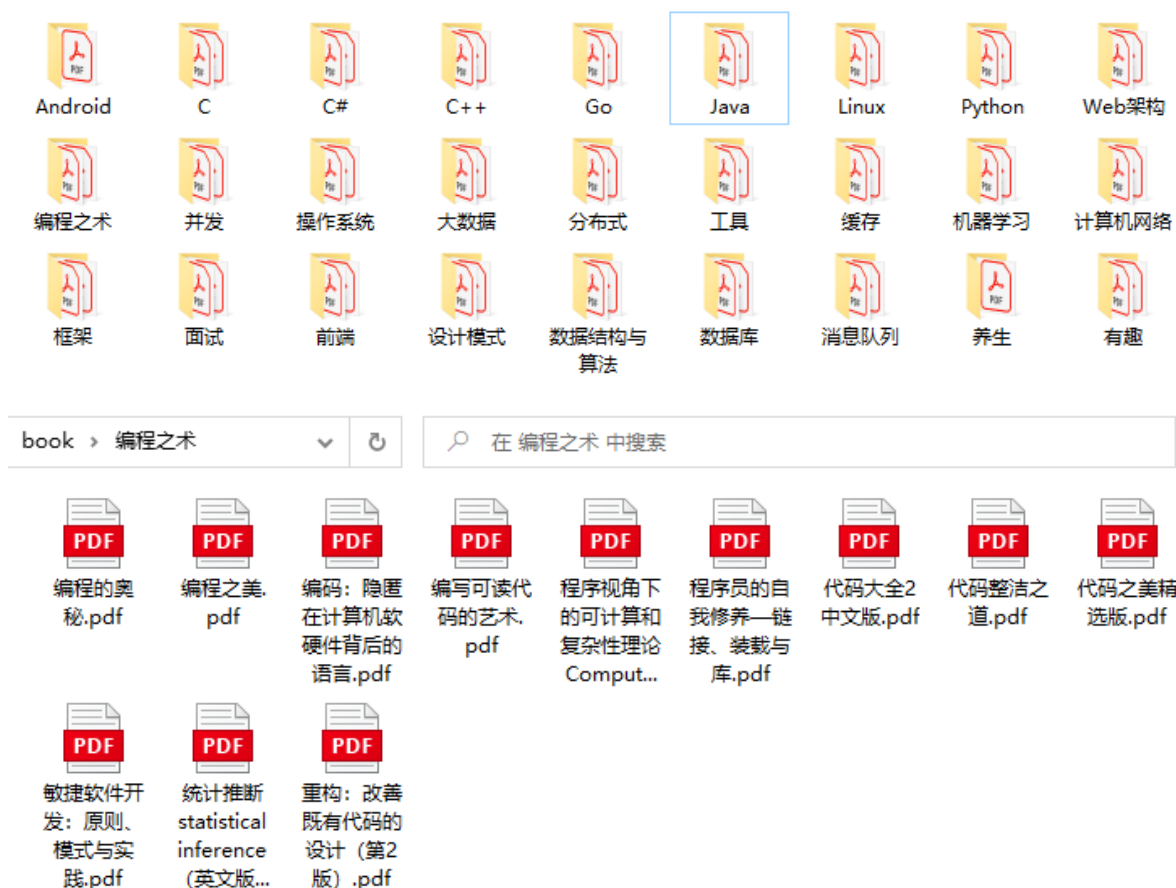 Android
C
C#
C++
Go
Java
Linux
Python
Web架构
编程之术
并发
操作系统
大数据
分布式
工具
缓存
机器学习
计算机网络
框架
面试
前端
设计模式
数据结构与
算法
数据库
消息队列
养生
有趣
book > 编程之术
在 编程之术 中搜索
PDF
编程的奥
秘.pdf
PDF
编程之美.
pdf
PDF
编码：隐匿
在计算机软
硬件背后的
语言.pdf
PDF
编写可读代
码的艺术.
pdf
PDF
程序视角下
的可计算和
复杂性理论
Comput...
PDF
程序员的自
我修养—链
接、装载与
库.pdf
PDF
代码大全2
中文版.pdf
PDF
代码整洁之
道.pdf
PDF
代码之美精
选版.pdf
PDF
敏捷软件开
发：原则、
模式与实
践.pdf
PDF
统计推断
statistical
inference
（英文版...
PDF
重构：改善
既有代码的
设计（第2
版）.pdf